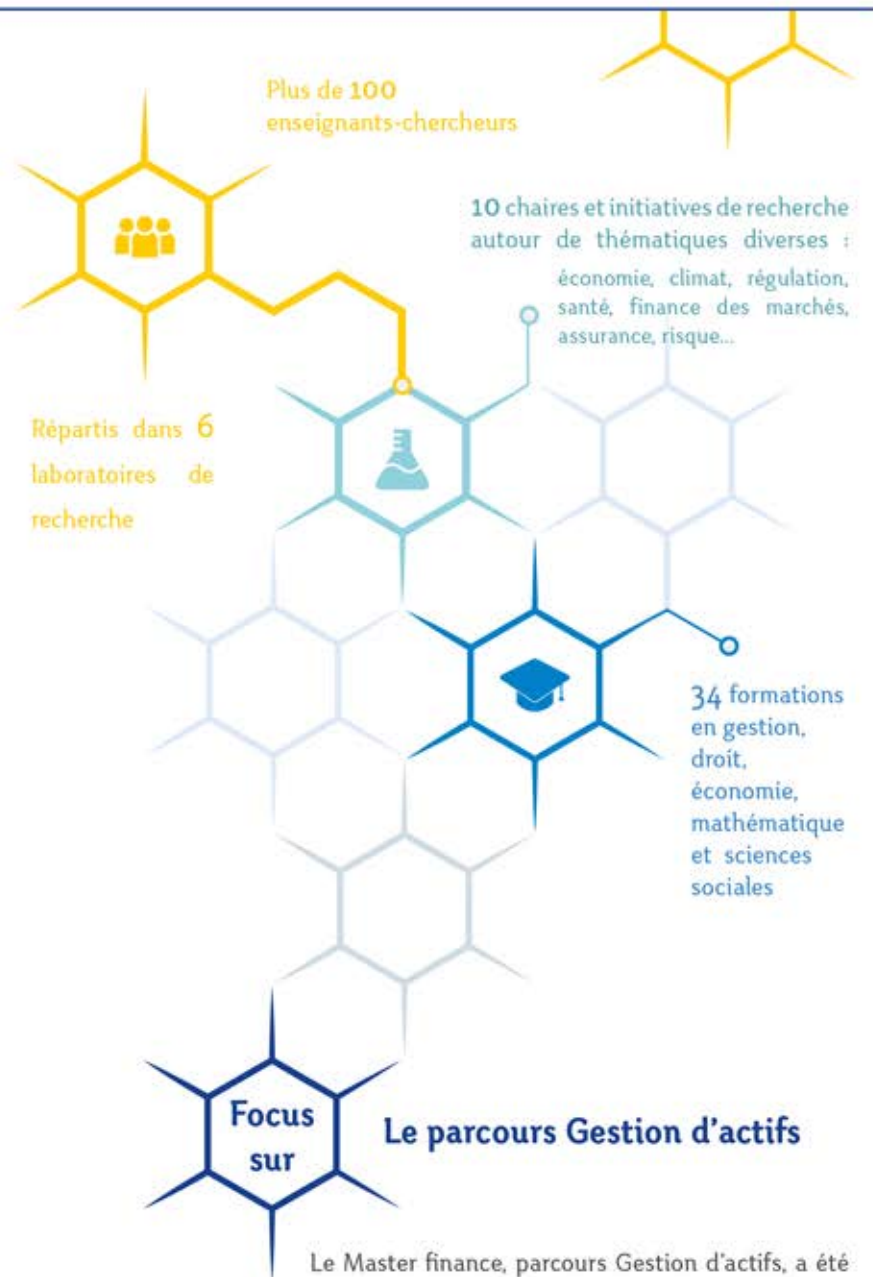 Plus de 100
enseignants-chercheurs
10 chaires et initiatives de recherche
autour de thématiques diverses :
économie, climat, régulation,
santé, finance des marchés,
assurance, risque...
Répartis dans 6
laboratoires de
recherche
34 formations
en gestion,
droit,
économie,
mathématique
et sciences
sociales
Focus
sur
Le parcours Gestion d'actifs
Le Master finance, parcours Gestion d'actifs, a été